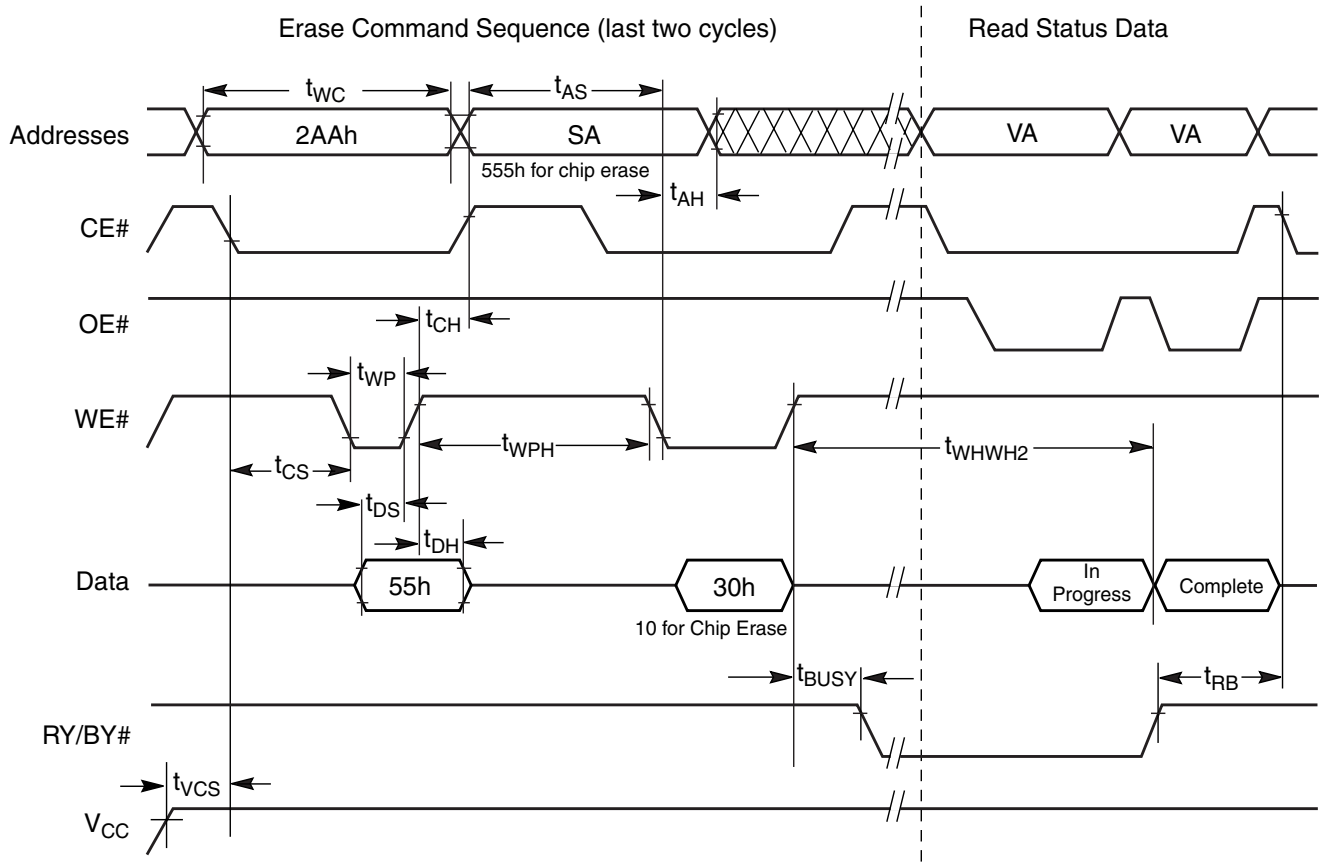 Erase Command Sequence (last two cycles) Read Status Data
tWC tAS
Addresses 2AAh SA VA VA
555h for chip erase
tAH
CE#
OE#
tCH
tWP
WE#
tWPH tWHWH2
tCS
tDS
tDH
Data 55h 30h In Progress Complete
10 for Chip Erase
tBUSY tRB
RY/BY#
tVCS
VCC